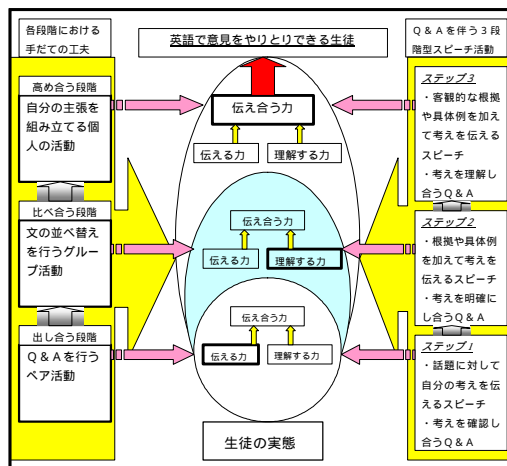 各段階における
手だての工夫
高め合う段階
自分の主張を
組み立てる個
人の活動
比べ合う段階
文の並べ替え
を行うグルー
プ活動
出し合う段階
Q&Aを行う
ペア活動
英語で意見をやりとりできる生徒
伝え合う力
伝える力
理解する力
伝え合う力
伝える力
理解する力
伝え合う力
伝える力
理解する力
生徒の実態
Q&Aを伴う3段
階型スピーチ活動
ステップ3
・客観的な根拠
や具体例を加え
て考えを伝える
スピーチ
・考えを理解し
合うQ&A
ステップ2
・根拠や具体例
を加えて考えを
伝えるスピーチ
・考えを明確に
し合うQ&A
ステップ1
・話題に対して
自分の考えを伝
えるスピーチ
・考えを確認し
合うQ&A